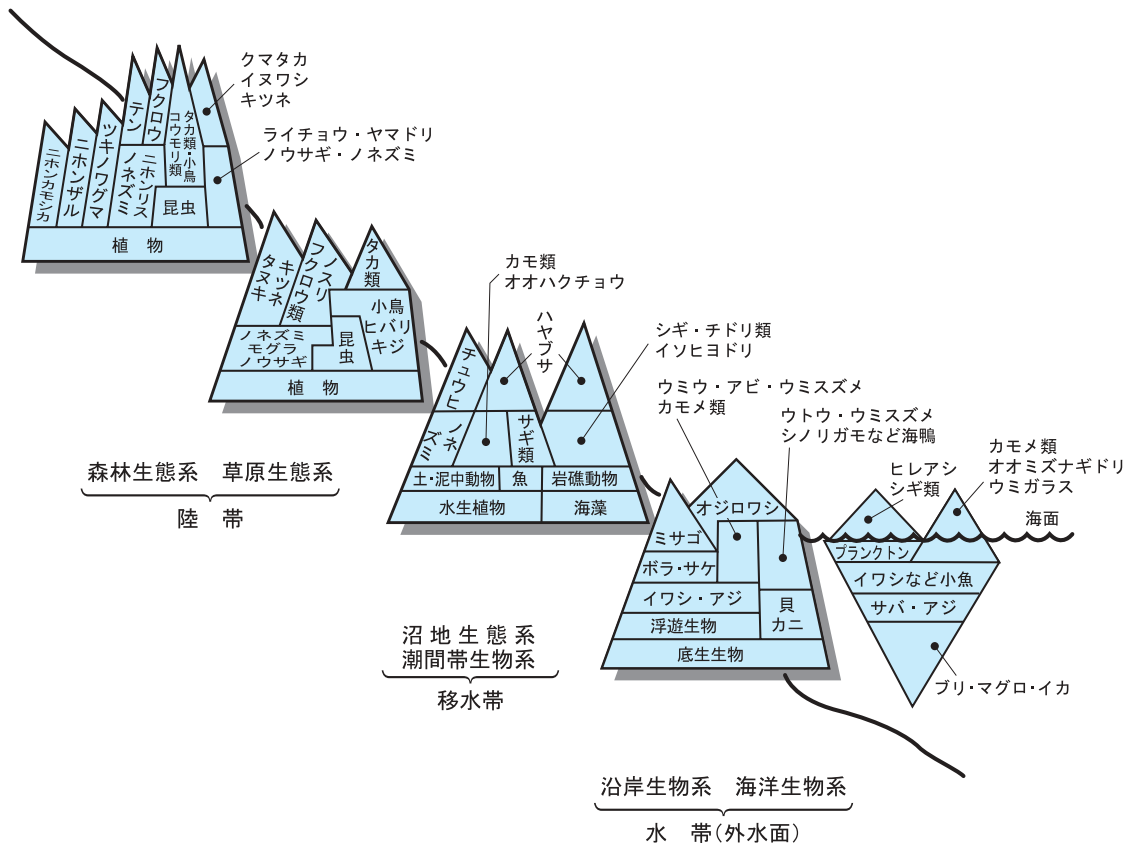 クマタカ
イヌワシ
キツネ
ライチョウ・ヤマドリ
ノウサギ・ノネズミ
ニホンカモシカ
ニホンザル
ツキノワグマ
テン
フクロウ
タカ類・小鳥
コウモリ類
ノネズミ
ニホンリス
昆虫
植 物
キツネ
タヌキ
ノスリ
フクロウ類
タカ類
小鳥
ヒバリ
キジ
ノネズミ
モグラ
ノウサギ
昆虫
植 物
カモ類
オオハクチョウ
ハヤブサ
シギ・チドリ類
イソヒヨドリ
チュウヒ
ノネズミ
サギ類
土・泥中動物
魚
岩礁動物
水生植物
海藻
ウミウ・アビ・ウミスズメ
カモメ類
ウトウ・ウミスズメ
シノリガモなど海鴨
オジロワシ
ミサゴ
ボラ・サケ
イワシ・アジ
浮遊生物
貝
カニ
底生生物
ヒレアシ
シギ類
カモメ類
オオミズナギドリ
ウミガラス
海面
プランクトン
イワシなど小魚
サバ・アジ
ブリ・マグロ・イカ
森林生態系 草原生態系
陸 帯
沼地生態系
潮間帯生物系
移水帯
沿岸生物系 海洋生物系
水 帯(外水面)